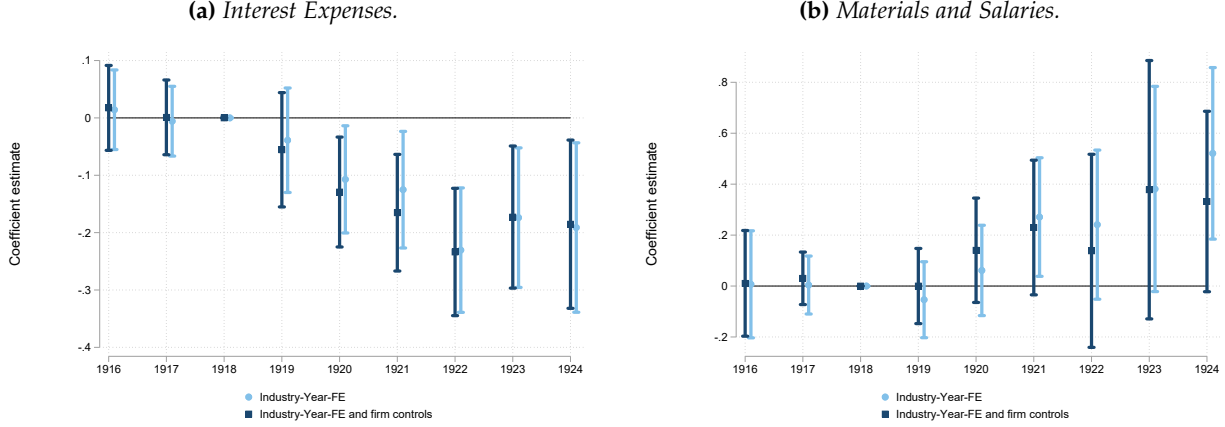 (a) Interest Expenses.
Coefficient estimate
.1
0
-.1
-.2
-.3
-.4
1916 1917 1918 1919 1920 1921 1922 1923 1924
Industry-Year-FE
Industry-Year-FE and firm controls
(b) Materials and Salaries.
Coefficient estimate
.8
.6
.4
.2
0
-.2
1916 1917 1918 1919 1920 1921 1922 1923 1924
Industry-Year-FE
Industry-Year-FE and firm controls